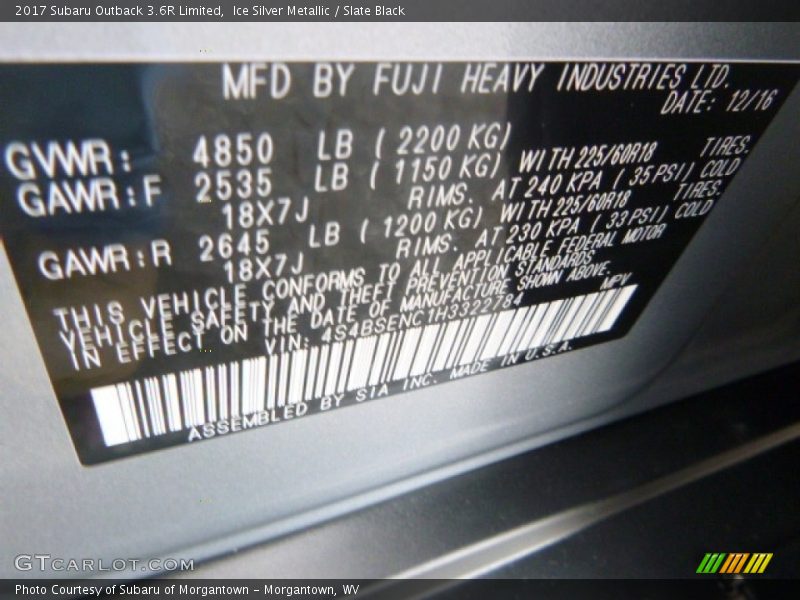 2017 Subaru Outback 3.6R Limited,  Ice Silver Metallic / Slate Black
MFD BY FUJI HEAVY INDUSTRIES LTD.
DATE: 12/16
GVWR: 4850 LB ( 2200 KG)
GAWR:F 2535 LB ( 1150 KG) WITH 225/60R18 TIRES.
18X7J RIMS. AT 240 KPA ( 35 PSI) COLD
GAWR:R 2645 LB ( 1200 KG) WITH 225/60R18 TIRES.
18X7J RIMS. AT 230 KPA ( 33 PSI) COLD
THIS VEHICLE CONFORMS TO ALL APPLICABLE FEDERAL MOTOR
VEHICLE SAFETY AND THEFT PREVENTION STANDARDS
IN EFFECT ON THE DATE OF MANUFACTURE SHOWN ABOVE.
VIN: 4S4BSENC1H3322784 MPV
ASSEMBLED BY SIA INC. MADE IN U.S.A.
GTCARLOT.COM
Photo Courtesy of Subaru of Morgantown – Morgantown, WV